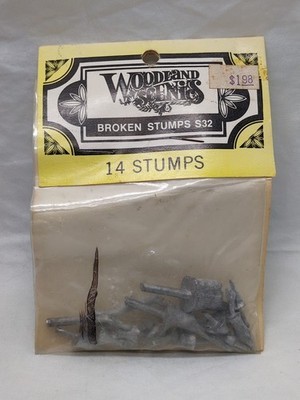 WOODLAND
SCENICS
$1.98
BROKEN STUMPS S32
14 STUMPS